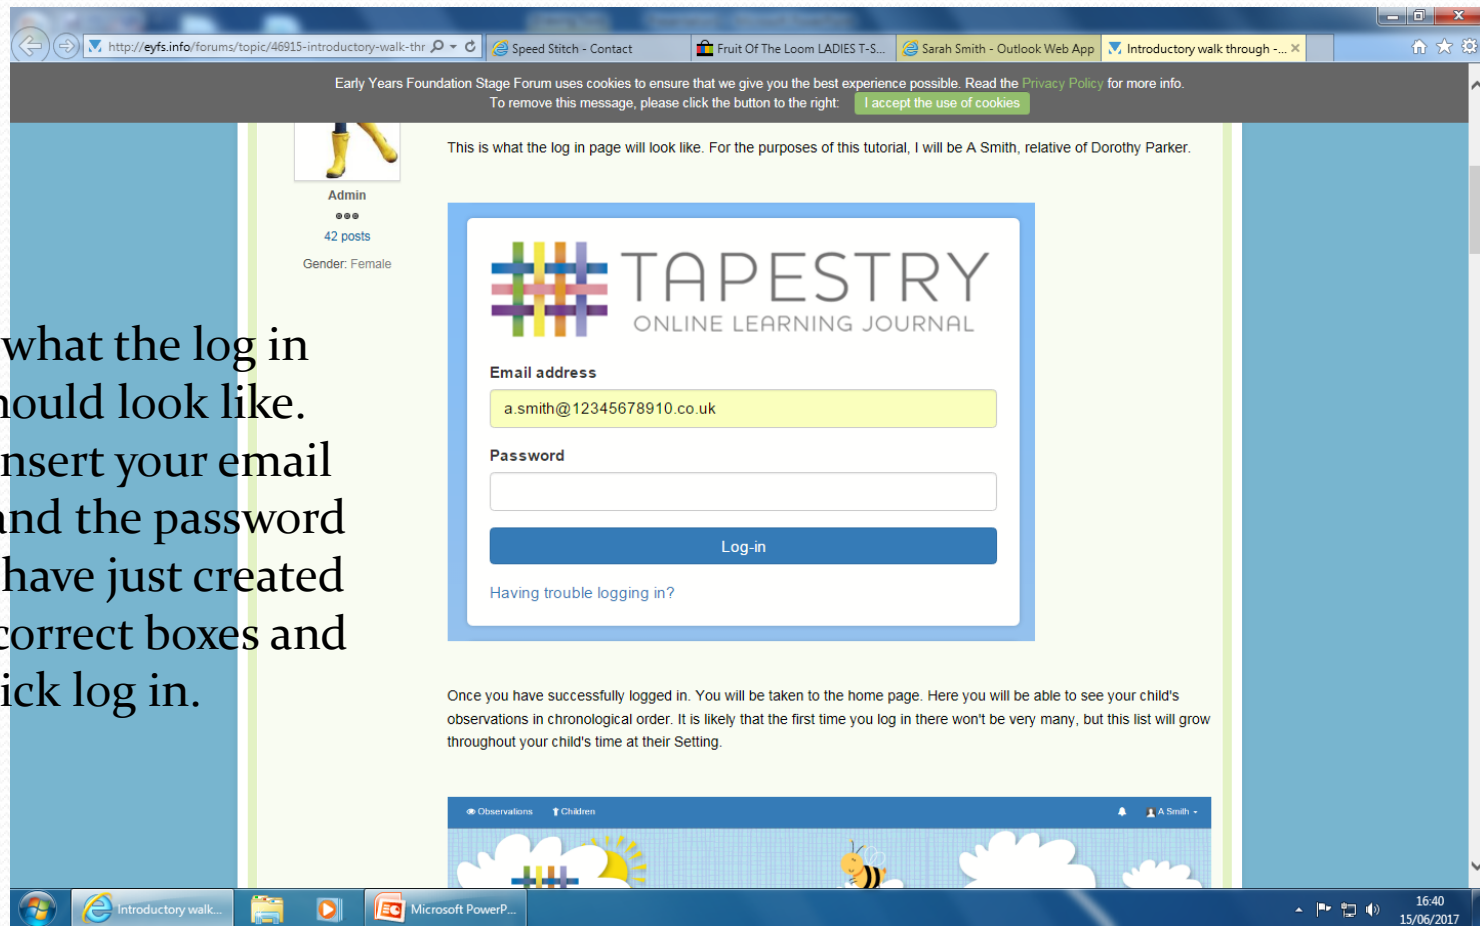 http://eyfs.info/forums/topic/46915-introductory-walk-thr
Speed Stitch - Contact
Fruit Of The Loom LADIES T-S...
Sarah Smith - Outlook Web App
Introductory walk through -...
Early Years Foundation Stage Forum uses cookies to ensure that we give you the best experience possible. Read the Privacy Policy for more info.
To remove this message, please click the button to the right: I accept the use of cookies
This is what the log in page will look like. For the purposes of this tutorial, I will be A Smith, relative of Dorothy Parker.
Admin
42 posts
Gender: Female
TAPESTRY
ONLINE LEARNING JOURNAL
Email address
a.smith@12345678910.co.uk
Password
Log-in
Having trouble logging in?
what the log in
hould look like.
nsert your email
and the password
have just created
correct boxes and
ick log in.
Once you have successfully logged in. You will be taken to the home page. Here you will be able to see your child's
observations in chronological order. It is likely that the first time you log in there won't be very many, but this list will grow
throughout your child's time at their Setting.
Observations
Children
A Smith
Introductory walk...
Microsoft PowerP...
16:40
15/06/2017